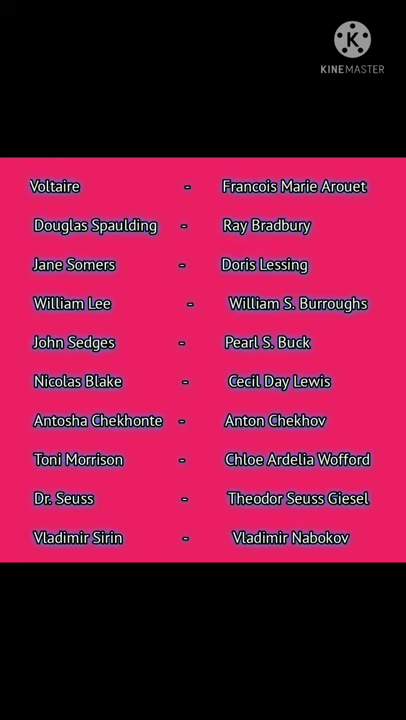 KINEMASTER
Voltaire - Francois Marie Arouet
Douglas Spaulding - Ray Bradbury
Jane Somers - Doris Lessing
William Lee - William S. Burroughs
John Sedges - Pearl S. Buck
Nicolas Blake - Cecil Day Lewis
Antosha Chekhonte - Anton Chekhov
Toni Morrison - Chloe Ardelia Wofford
Dr. Seuss - Theodor Seuss Giesel
Vladimir Sirin - Vladimir Nabokov